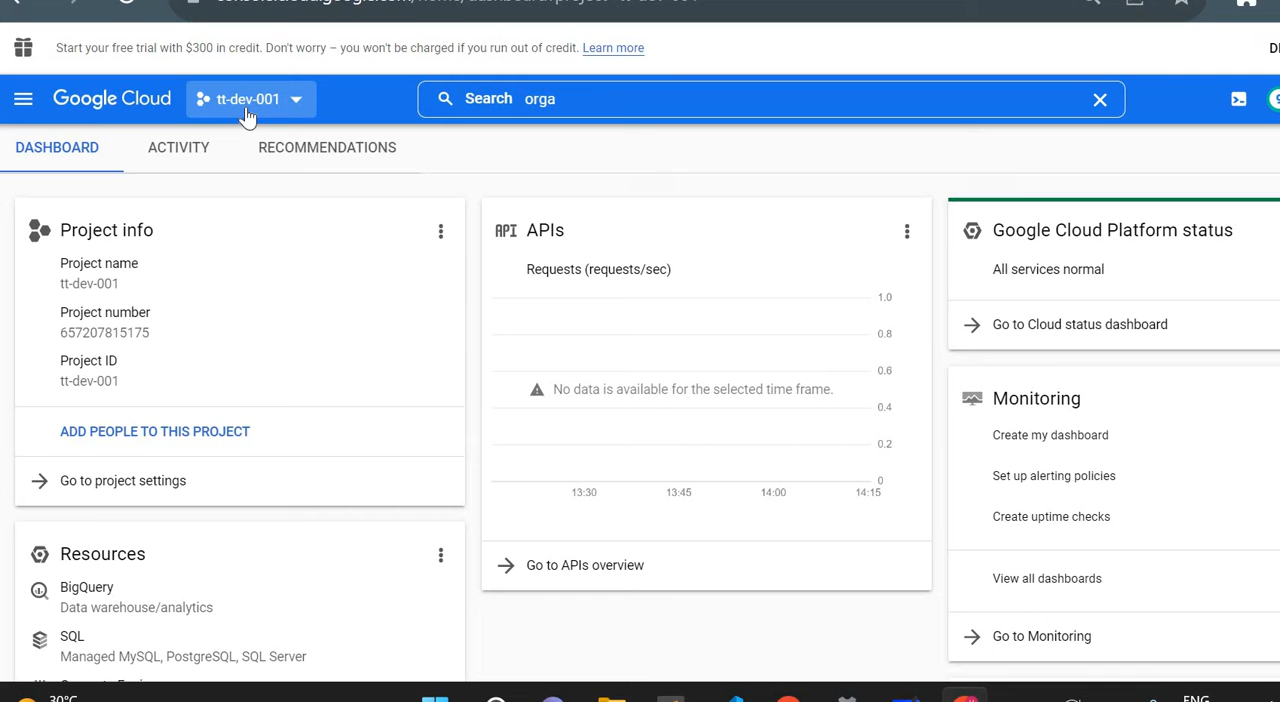 Start your free trial with $300 in credit. Don't worry – you won't be charged if you run out of credit. Learn more
Google Cloud tt-dev-001 Search orga
DASHBOARD ACTIVITY RECOMMENDATIONS
Project info
Project name
tt-dev-001
Project number
657207815175
Project ID
tt-dev-001
ADD PEOPLE TO THIS PROJECT
Go to project settings
Resources
BigQuery
Data warehouse/analytics
SQL
Managed MySQL, PostgreSQL, SQL Server
API APIs
Requests (requests/sec)
1.0
0.8
0.6
No data is available for the selected time frame.
0.4
0.2
0
13:30 13:45 14:00 14:15
Go to APIs overview
Google Cloud Platform status
All services normal
Go to Cloud status dashboard
Monitoring
Create my dashboard
Set up alerting policies
Create uptime checks
View all dashboards
Go to Monitoring
30°C
ENG